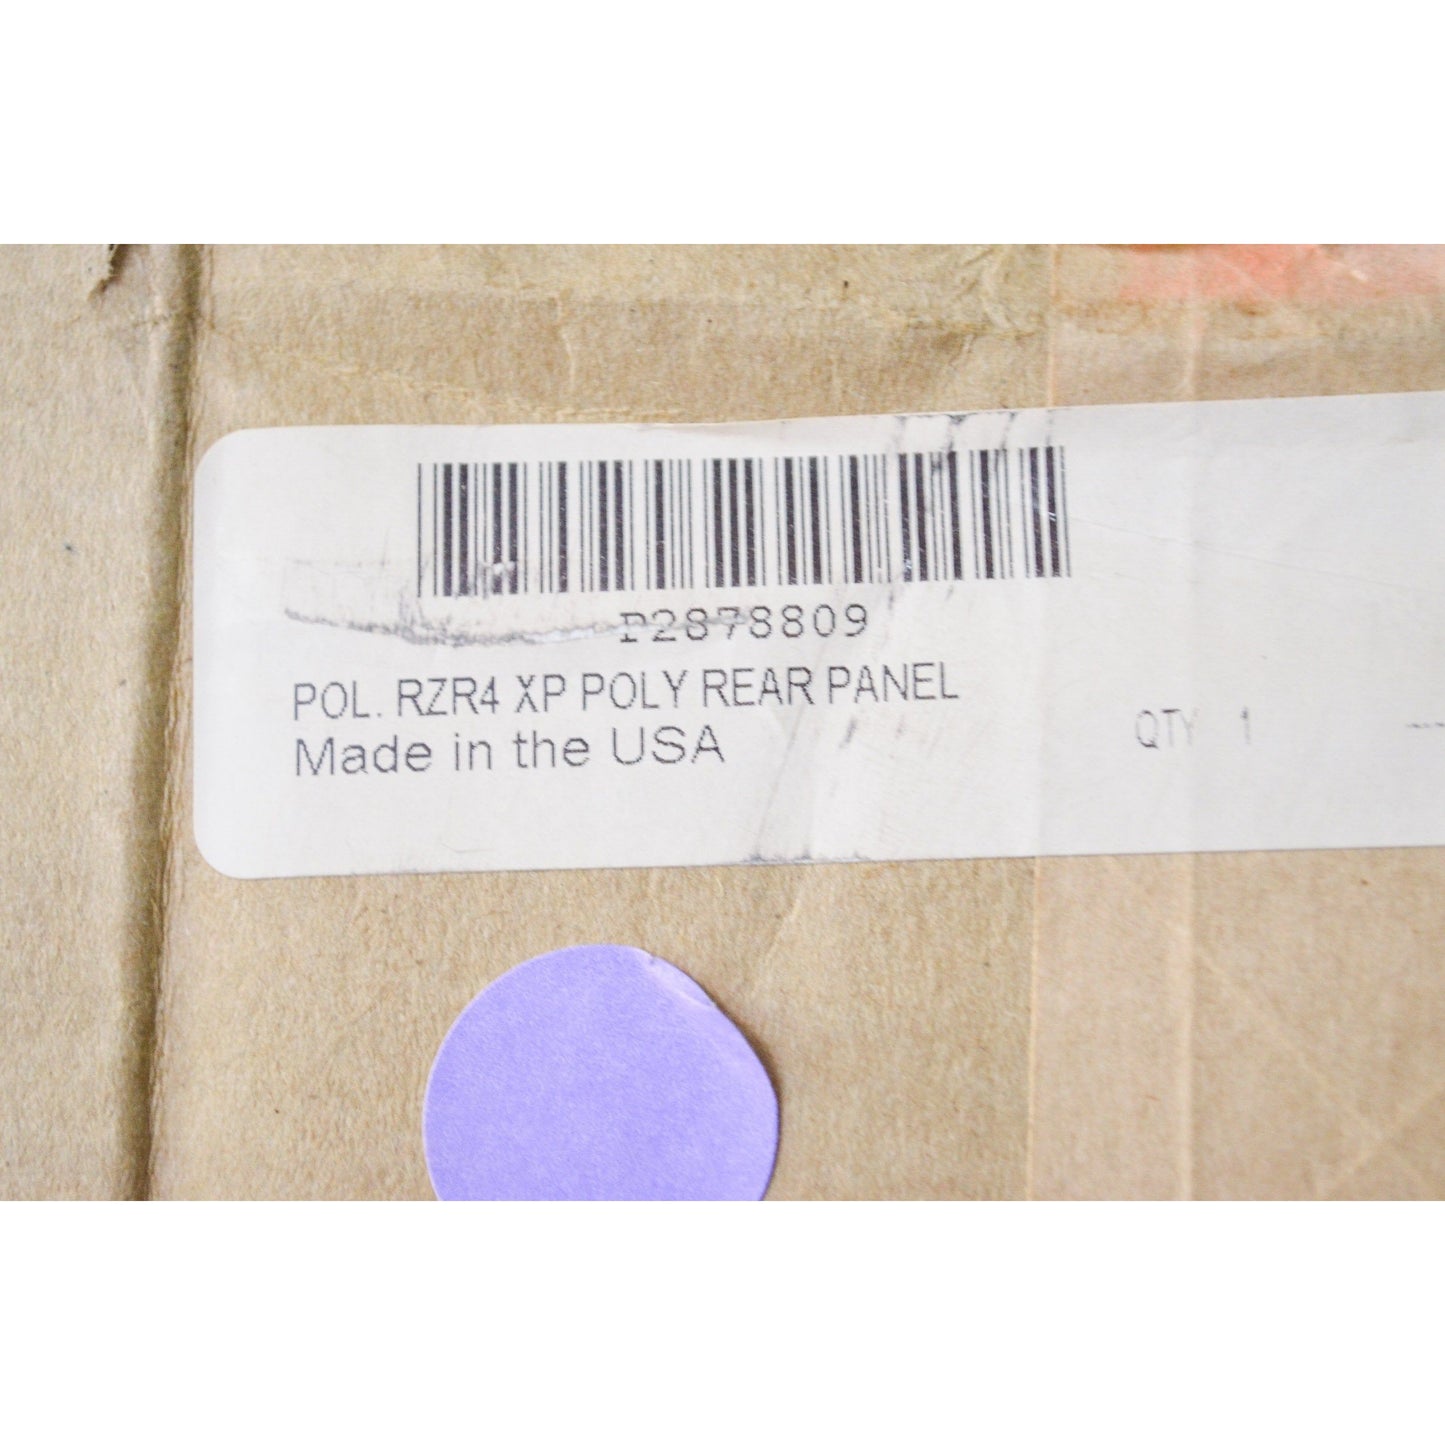 P2878809
POL. RZR4 XP POLY REAR PANEL
Made in the USA
QTY 1